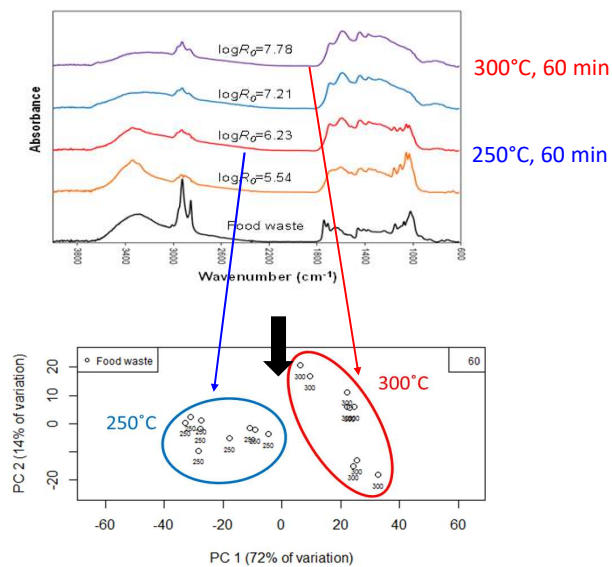 logR₀=7.78
300°C, 60 min
logR₀=7.21
250°C, 60 min
logR₀=6.23
logR₀=5.54
Food waste
Absorbance
3800 3400 3000 2600 2200 1800 1400 1000 600
Wavenumber (cm⁻¹)
Food waste
60
300˚C
250˚C
300
300
300
300
300
300
300
300
250
250
250
250
250
250
250
250
250
20
10
0
-20
PC 2 (14% of variation)
-60 -40 -20 0 20 40 60
PC 1 (72% of variation)